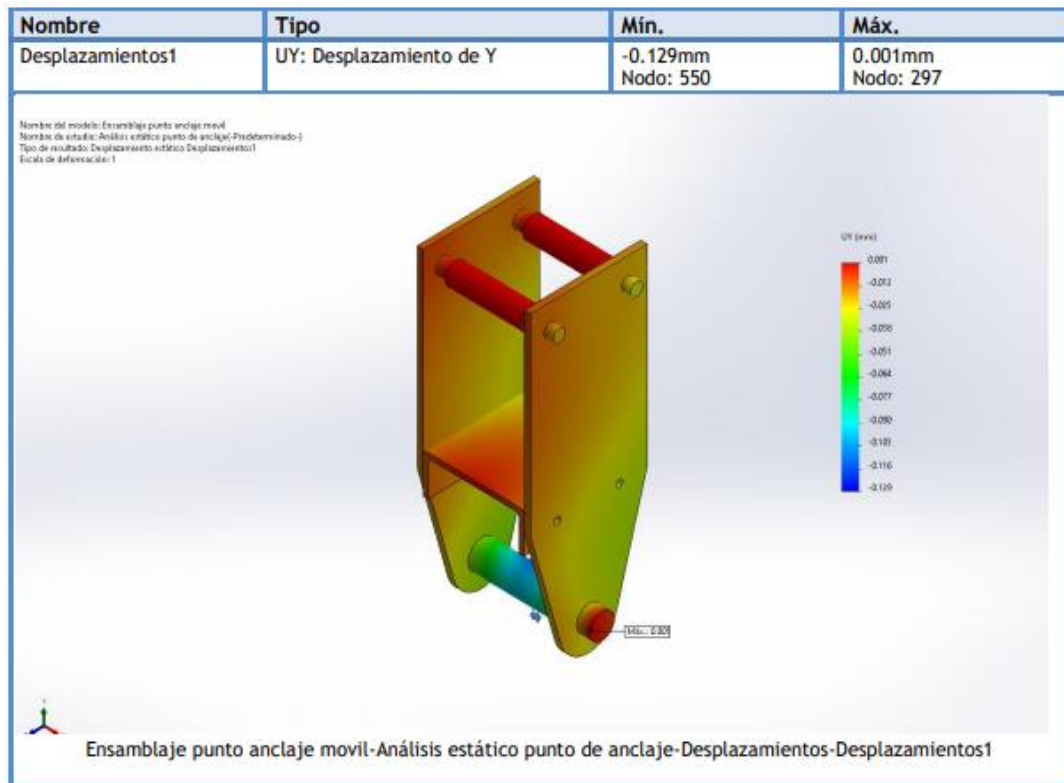 Nombre Tipo Mín. Máx.
Desplazamientos1 UY: Desplazamiento de Y -0.129mm 0.001mm
Nodo: 550 Nodo: 297
Nombre del modelo: Ensamblaje punto anclaje movil
Nombre de estudio: Análisis estático punto de anclaje(-Predeterminado-)
Tipo de resultado: Desplazamiento estático Desplazamientos1
Escala de deformación: 1
UY (mm)
0.001
-0.012
-0.025
-0.038
-0.051
-0.064
-0.077
-0.090
-0.103
-0.116
-0.129
Máx.: 0.001
Ensamblaje punto anclaje movil-Análisis estático punto de anclaje-Desplazamientos-Desplazamientos1